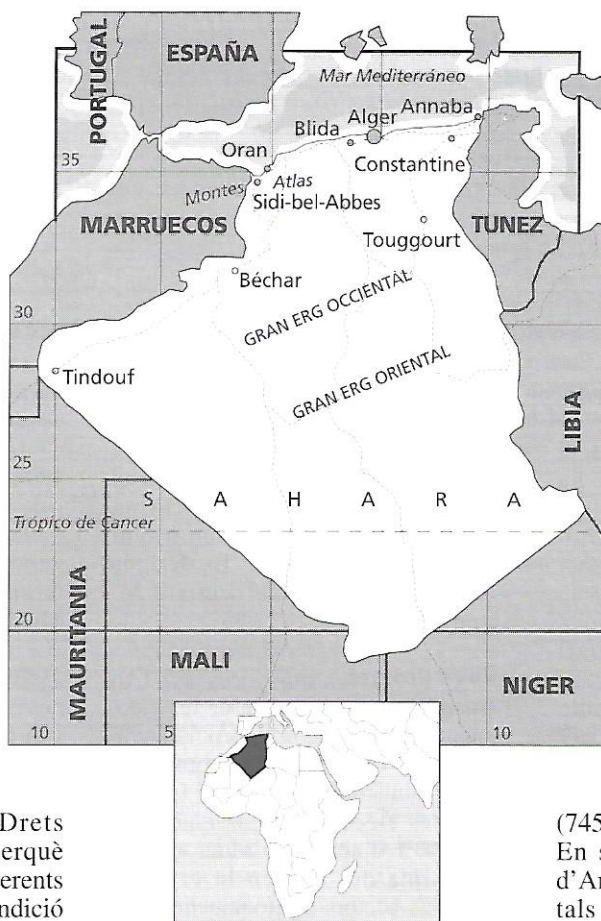 PORTUGAL
ESPAÑA
Mar Mediterráneo
Annaba
Alger
Blida
Oran
Constantine
35
Montes
Atlas
Sidi-bel-Abbes
MARRUECOS
TUNEZ
Touggourt
Béchar
GRAN ERG OCCIENTAL
30
GRAN ERG ORIENTAL
Tindouf
LIBIA
25
S A H A R A
Trópico de Cancer
20
MAURITANIA
MALI
NIGER
10
5
10
Drets
erquè
erents
ndició
(745
En s
d'An
tals